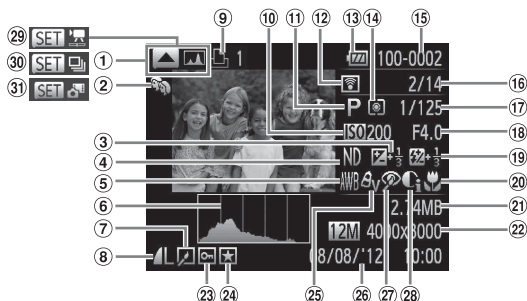 ⑨ ⑩ ⑪ ⑫ ⑬ ⑭ ⑮
㉙ SET
㉚ SET
㉛ SET
① 1 100-0002
② 2/14 ⑯
P 1/125 ⑰
ISO200 F4.0 ⑱
③
④ ND +1/3 +1/3 ⑲
⑤ AWB Av i ⑳
⑥ 2.74MB ㉑
⑦ 12M 4000x3000 ㉒
⑧ L 08/08/'12 10:00
㉓ ㉔ ㉕ ㉖ ㉗ ㉘